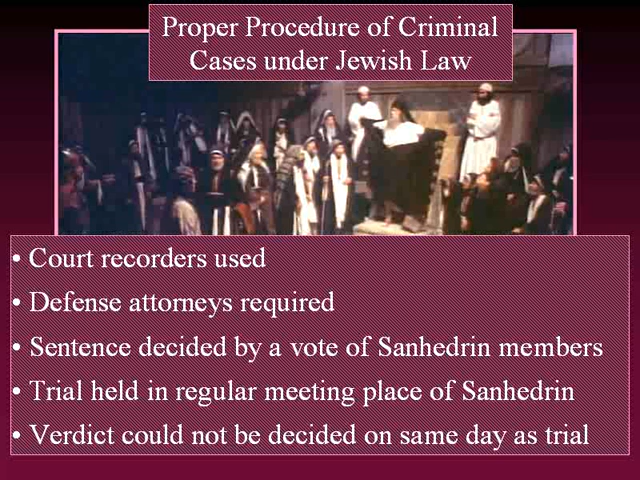 Proper Procedure of Criminal
Cases under Jewish Law
• Court recorders used
• Defense attorneys required
• Sentence decided by a vote of Sanhedrin members
• Trial held in regular meeting place of Sanhedrin
• Verdict could not be decided on same day as trial